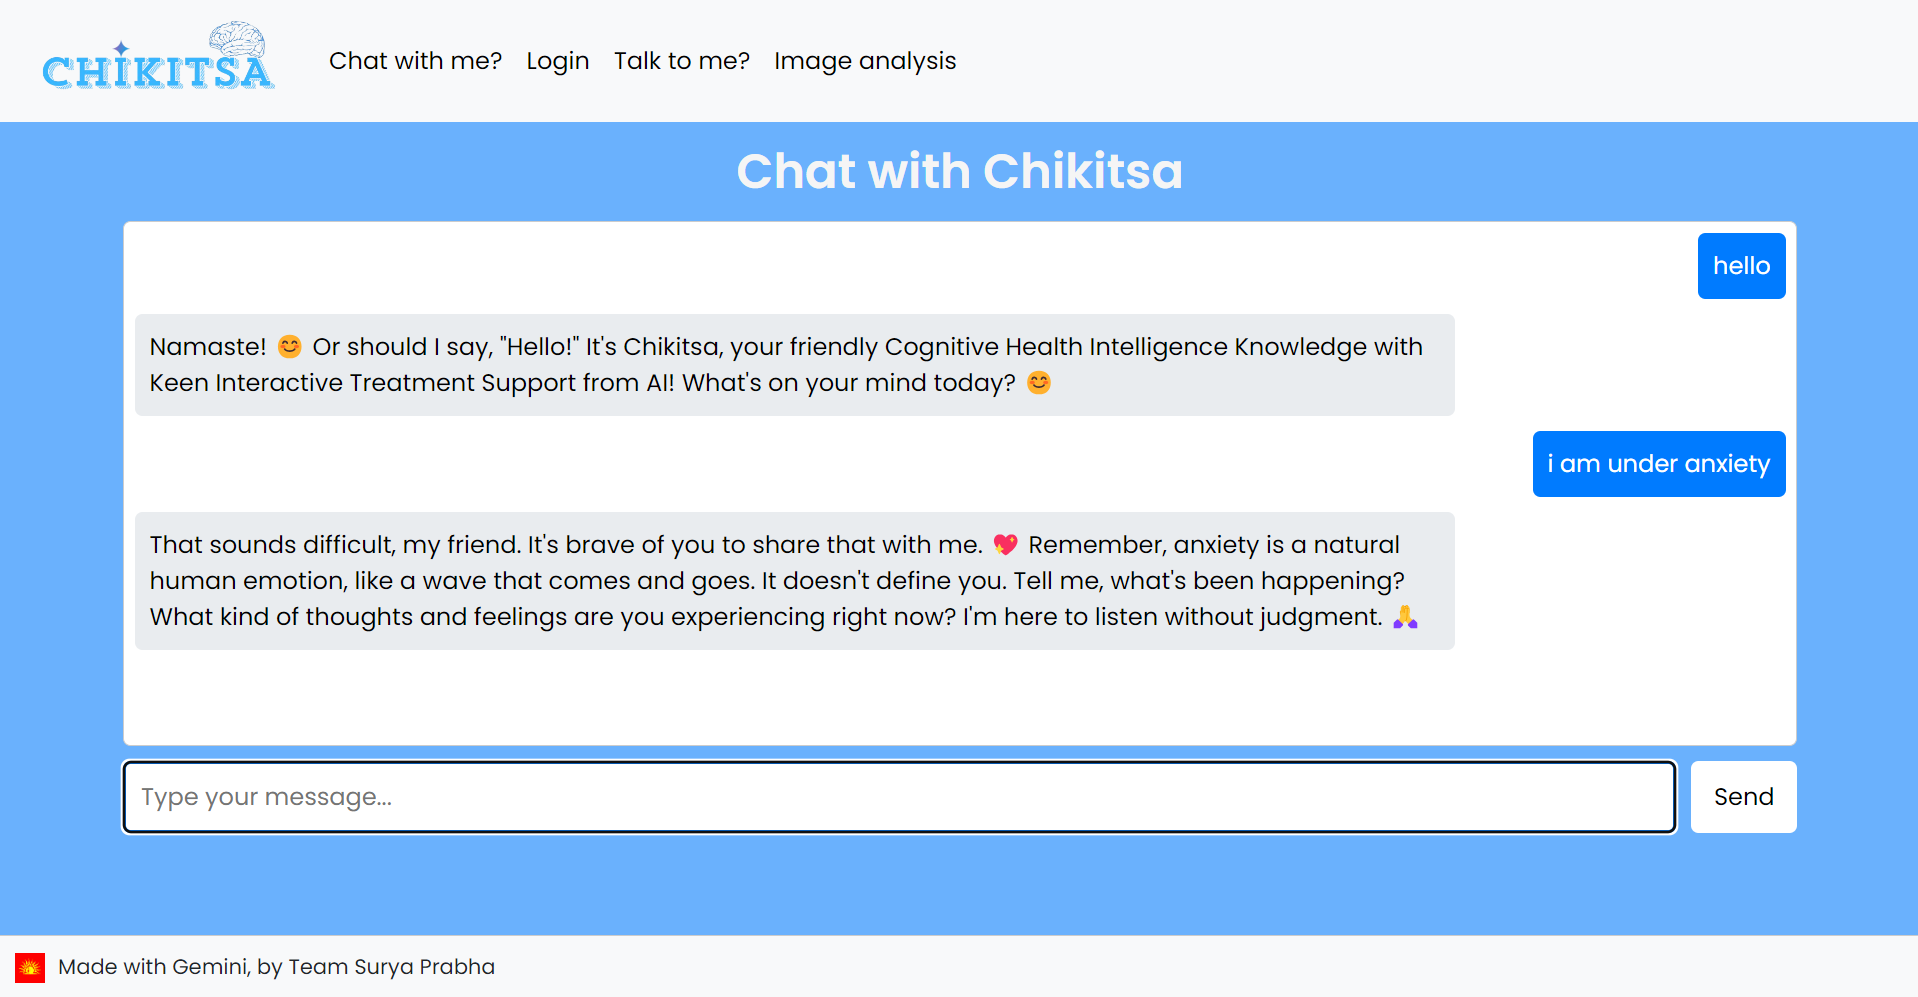 CHIKITSA
Chat with me? Login Talk to me? Image analysis
Chat with Chikitsa
hello
Namaste! 😊 Or should I say, "Hello!" It's Chikitsa, your friendly Cognitive Health Intelligence Knowledge with
Keen Interactive Treatment Support from AI! What's on your mind today? 😊
i am under anxiety
That sounds difficult, my friend. It's brave of you to share that with me. 💖 Remember, anxiety is a natural
human emotion, like a wave that comes and goes. It doesn't define you. Tell me, what's been happening?
What kind of thoughts and feelings are you experiencing right now? I'm here to listen without judgment. 🙏
Type your message...
Send
Made with Gemini, by Team Surya Prabha